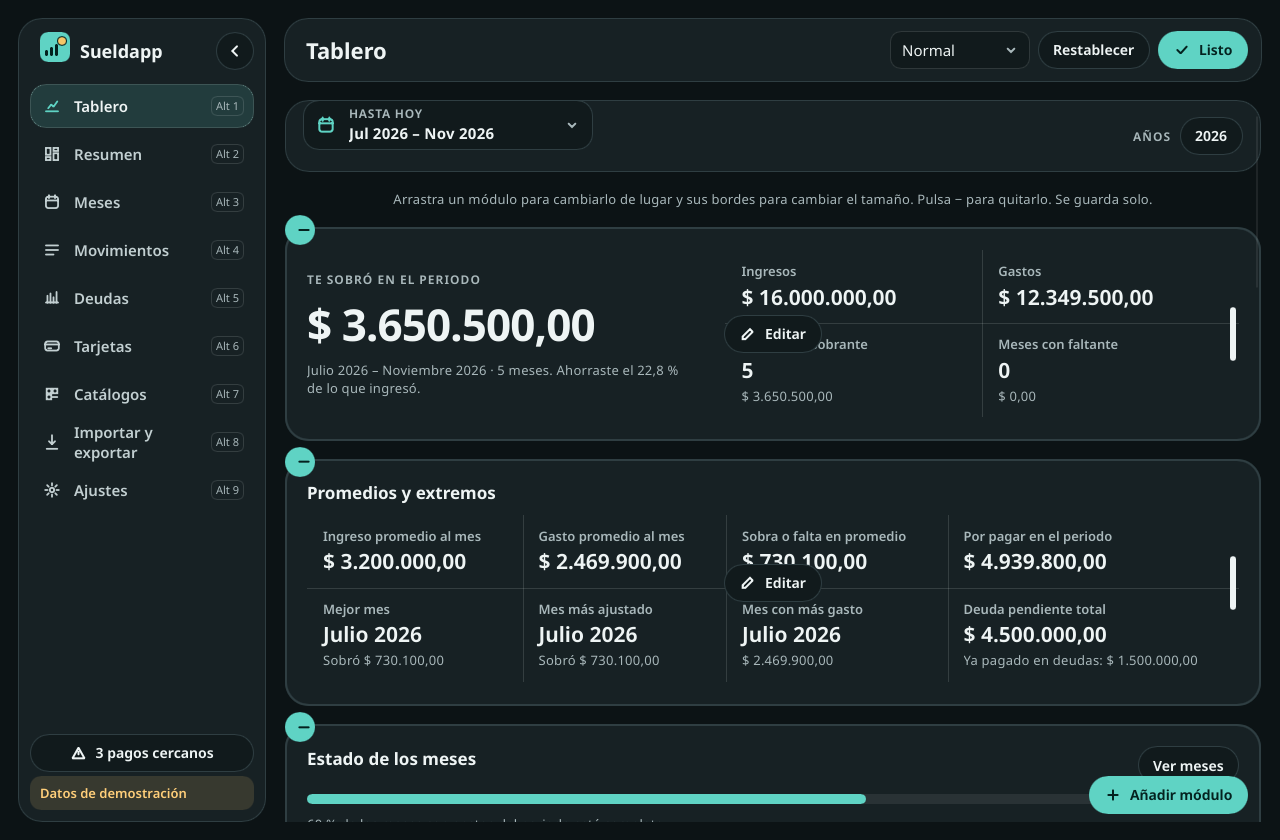 Sueldapp
Tablero Alt 1
Resumen Alt 2
Meses Alt 3
Movimientos Alt 4
Deudas Alt 5
Tarjetas Alt 6
Catálogos Alt 7
Importar y
exportar Alt 8
Ajustes Alt 9
3 pagos cercanos
Datos de demostración
Tablero
Normal
Restablecer
Listo
HASTA HOY
Jul 2026 – Nov 2026
AÑOS 2026
Arrastra un módulo para cambiarlo de lugar y sus bordes para cambiar el tamaño. Pulsa − para quitarlo. Se guarda solo.
TE SOBRÓ EN EL PERIODO
$ 3.650.500,00
Julio 2026 – Noviembre 2026 · 5 meses. Ahorraste el 22,8 %
de lo que ingresó.
Ingresos
$ 16.000.000,00
Gastos
$ 12.349.500,00
Editar
obrante
5
$ 3.650.500,00
Meses con faltante
0
$ 0,00
Promedios y extremos
Ingreso promedio al mes
$ 3.200.000,00
Gasto promedio al mes
$ 2.469.900,00
Sobra o falta en promedio
$ 730.100,00
Por pagar en el periodo
$ 4.939.800,00
Editar
Mejor mes
Julio 2026
Sobró $ 730.100,00
Mes más ajustado
Julio 2026
Sobró $ 730.100,00
Mes con más gasto
Julio 2026
$ 2.469.900,00
Deuda pendiente total
$ 4.500.000,00
Ya pagado en deudas: $ 1.500.000,00
Estado de los meses
Ver meses
Añadir módulo